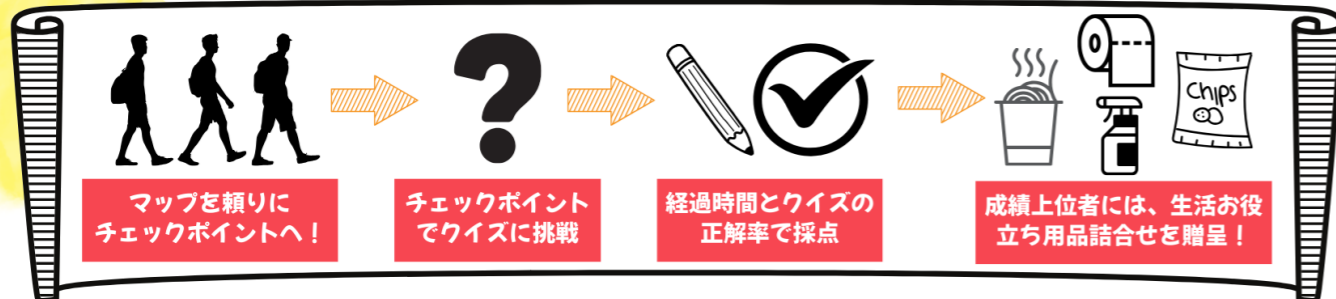 マップを頼りに
チェックポイントへ！
チェックポイント
でクイズに挑戦
経過時間とクイズの
正解率で採点
Chips
成績上位者には、生活お役
立ち用品詰合せを贈呈！